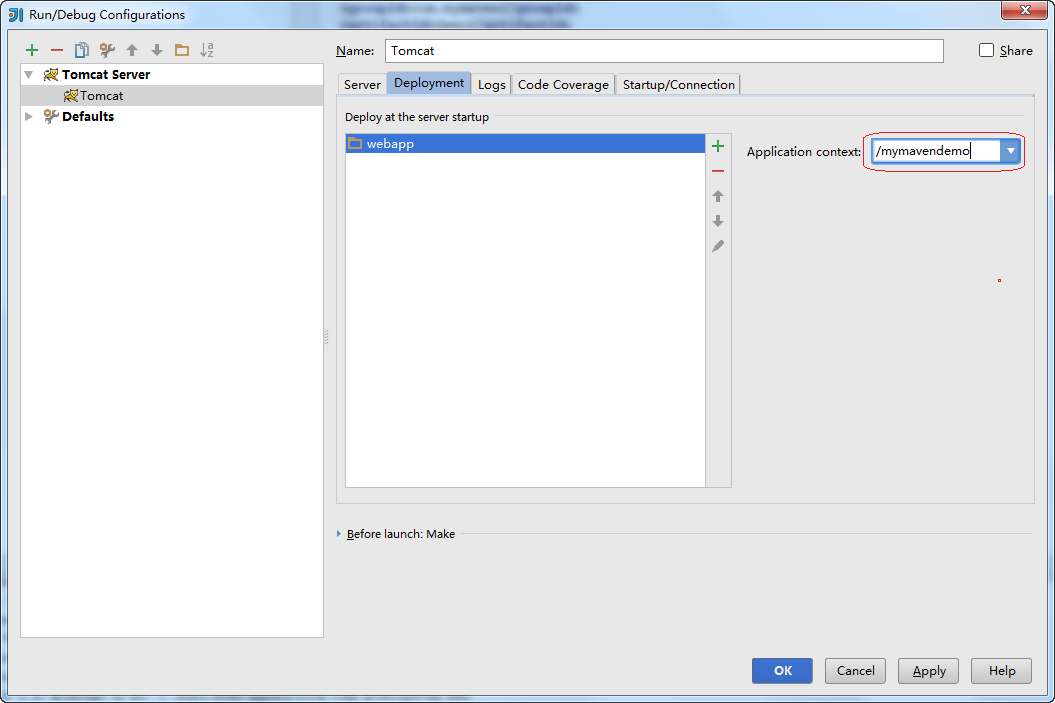 Run/Debug Configurations
Name: Tomcat
Share
Tomcat Server
Tomcat
Defaults
Server Deployment Logs Code Coverage Startup/Connection
Deploy at the server startup
webapp
Application context: /mymavendemo
Before launch: Make
OK Cancel Apply Help